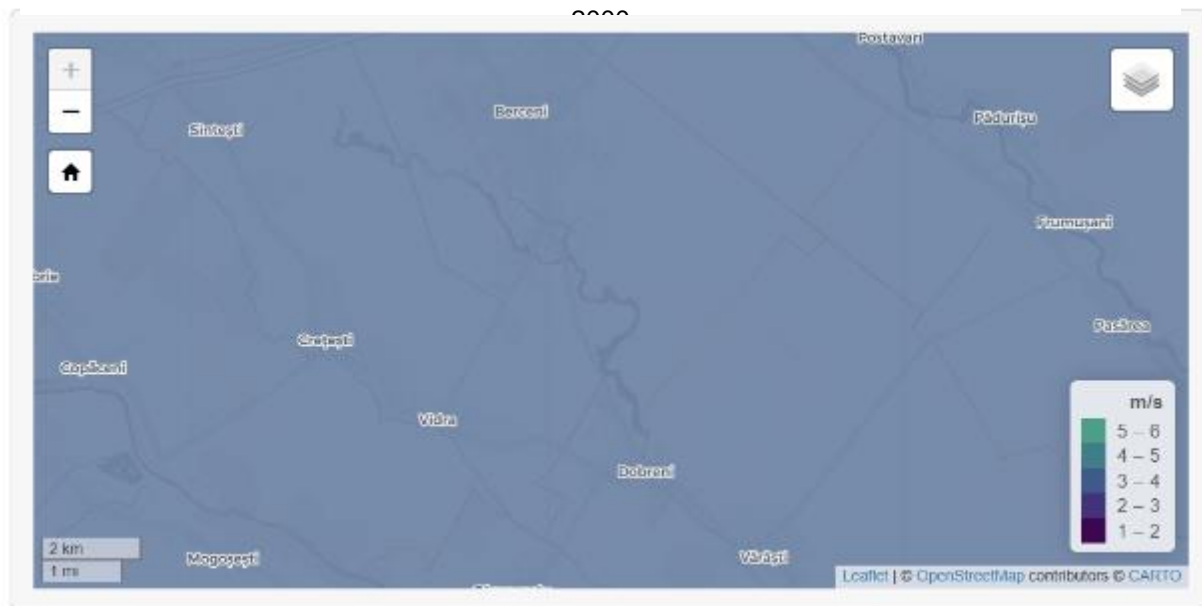 Postăvari
+
−
Berceni
Pădurișu
Sintești
Frumușani
Pasărea
Crețești
Copăceni
Vidra
Dobreni
m/s
5 – 6
4 – 5
3 – 4
2 – 3
1 – 2
2 km
1 mi
Mogoșești
Vărăști
Leaflet | © OpenStreetMap contributors © CARTO